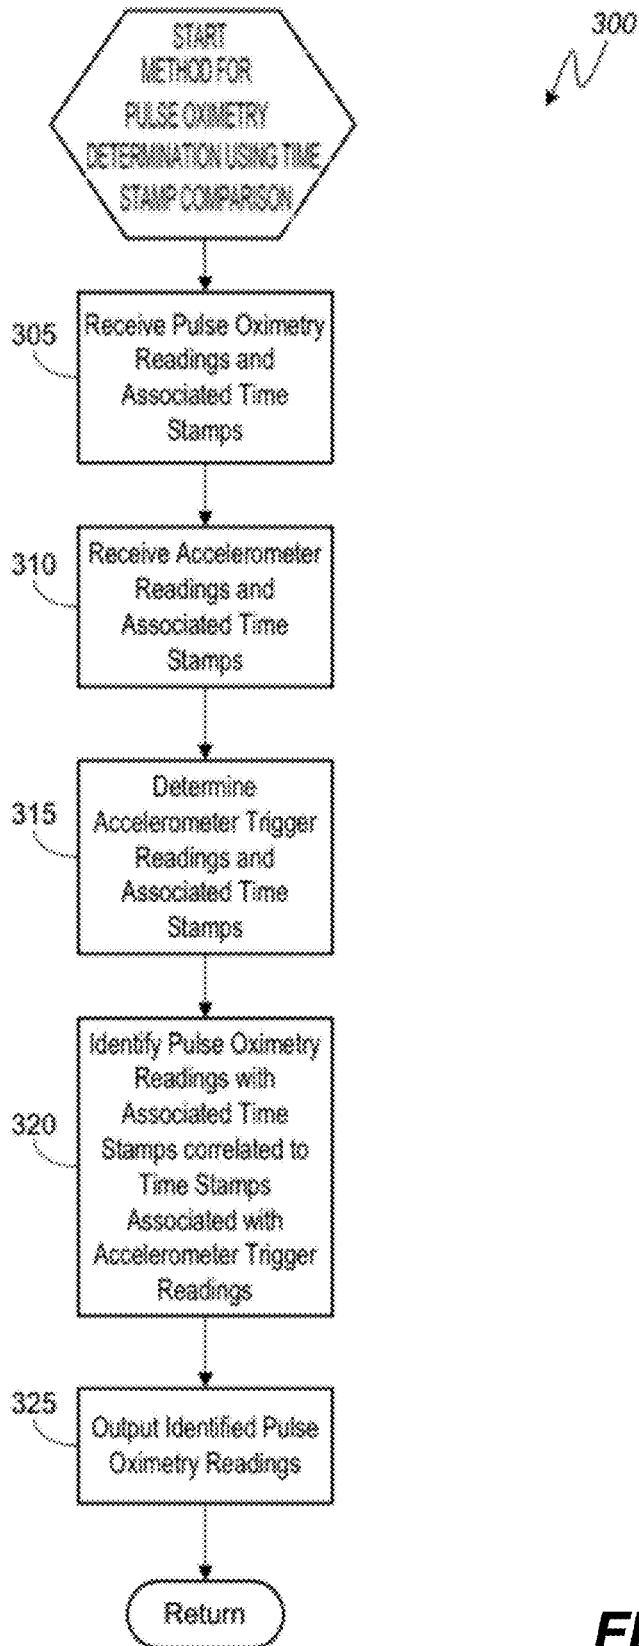 300
START
METHOD FOR
PULSE OXIMETRY
DETERMINATION USING TIME
STAMP COMPARISON
305
Receive Pulse Oximetry
Readings and
Associated Time
Stamps
310
Receive Accelerometer
Readings and
Associated Time
Stamps
315
Determine
Accelerometer Trigger
Readings and
Associated Time
Stamps
320
Identify Pulse Oximetry
Readings with
Associated Time
Stamps correlated to
Time Stamps
Associated with
Accelerometer Trigger
Readings
325
Output Identified Pulse
Oximetry Readings
Return